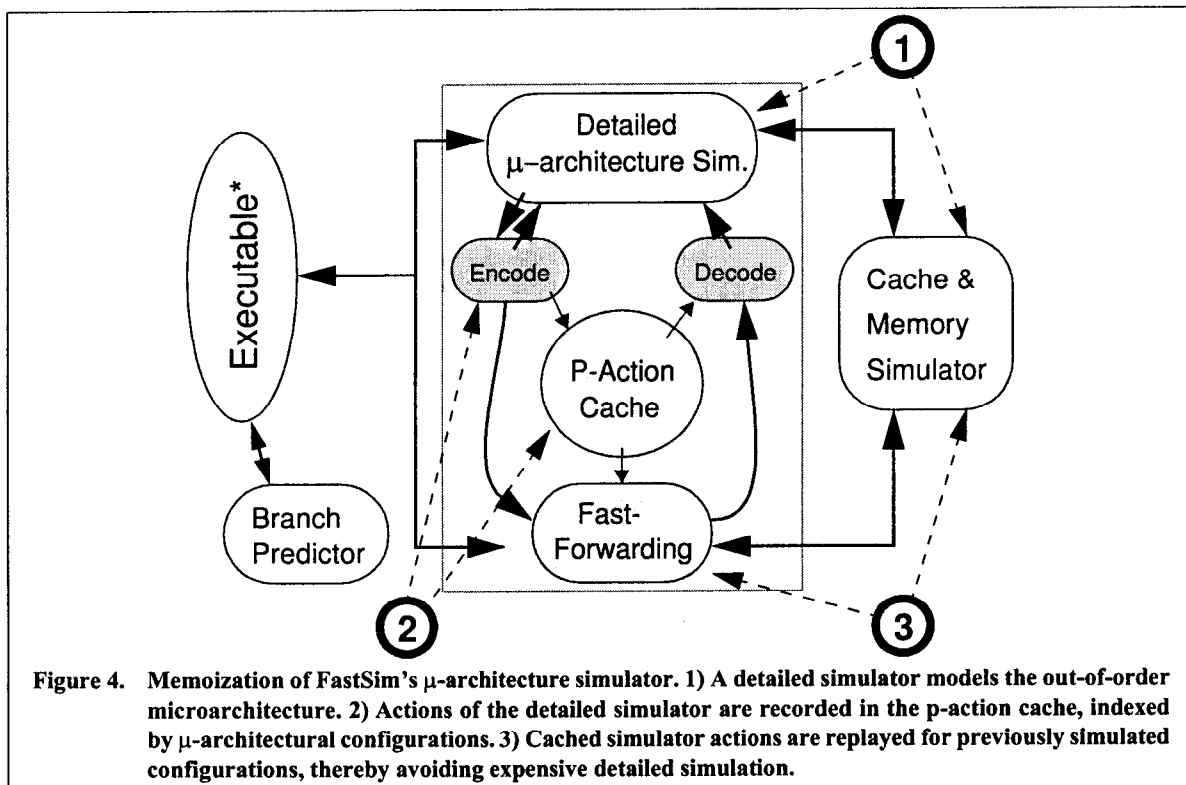 1
Detailed
μ–architecture Sim.
Executable*
Encode
Decode
Cache &
Memory
Simulator
P-Action
Cache
Branch
Predictor
Fast-
Forwarding
2
3
Figure 4. Memoization of FastSim's μ-architecture simulator. 1) A detailed simulator models the out-of-order
microarchitecture. 2) Actions of the detailed simulator are recorded in the p-action cache, indexed
by μ-architectural configurations. 3) Cached simulator actions are replayed for previously simulated
configurations, thereby avoiding expensive detailed simulation.